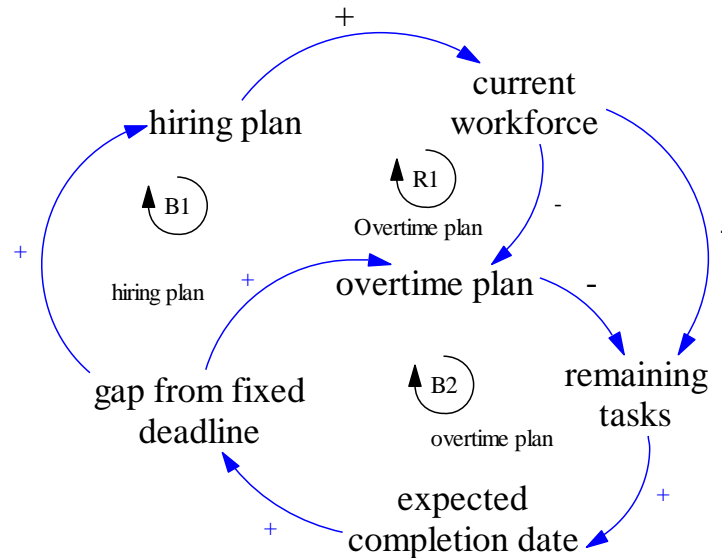 +
current
workforce
hiring plan
R1
B1
-
-
Overtime plan
+
+
overtime plan
-
hiring plan
remaining
tasks
gap from fixed
deadline
B2
overtime plan
expected
completion date
+
+